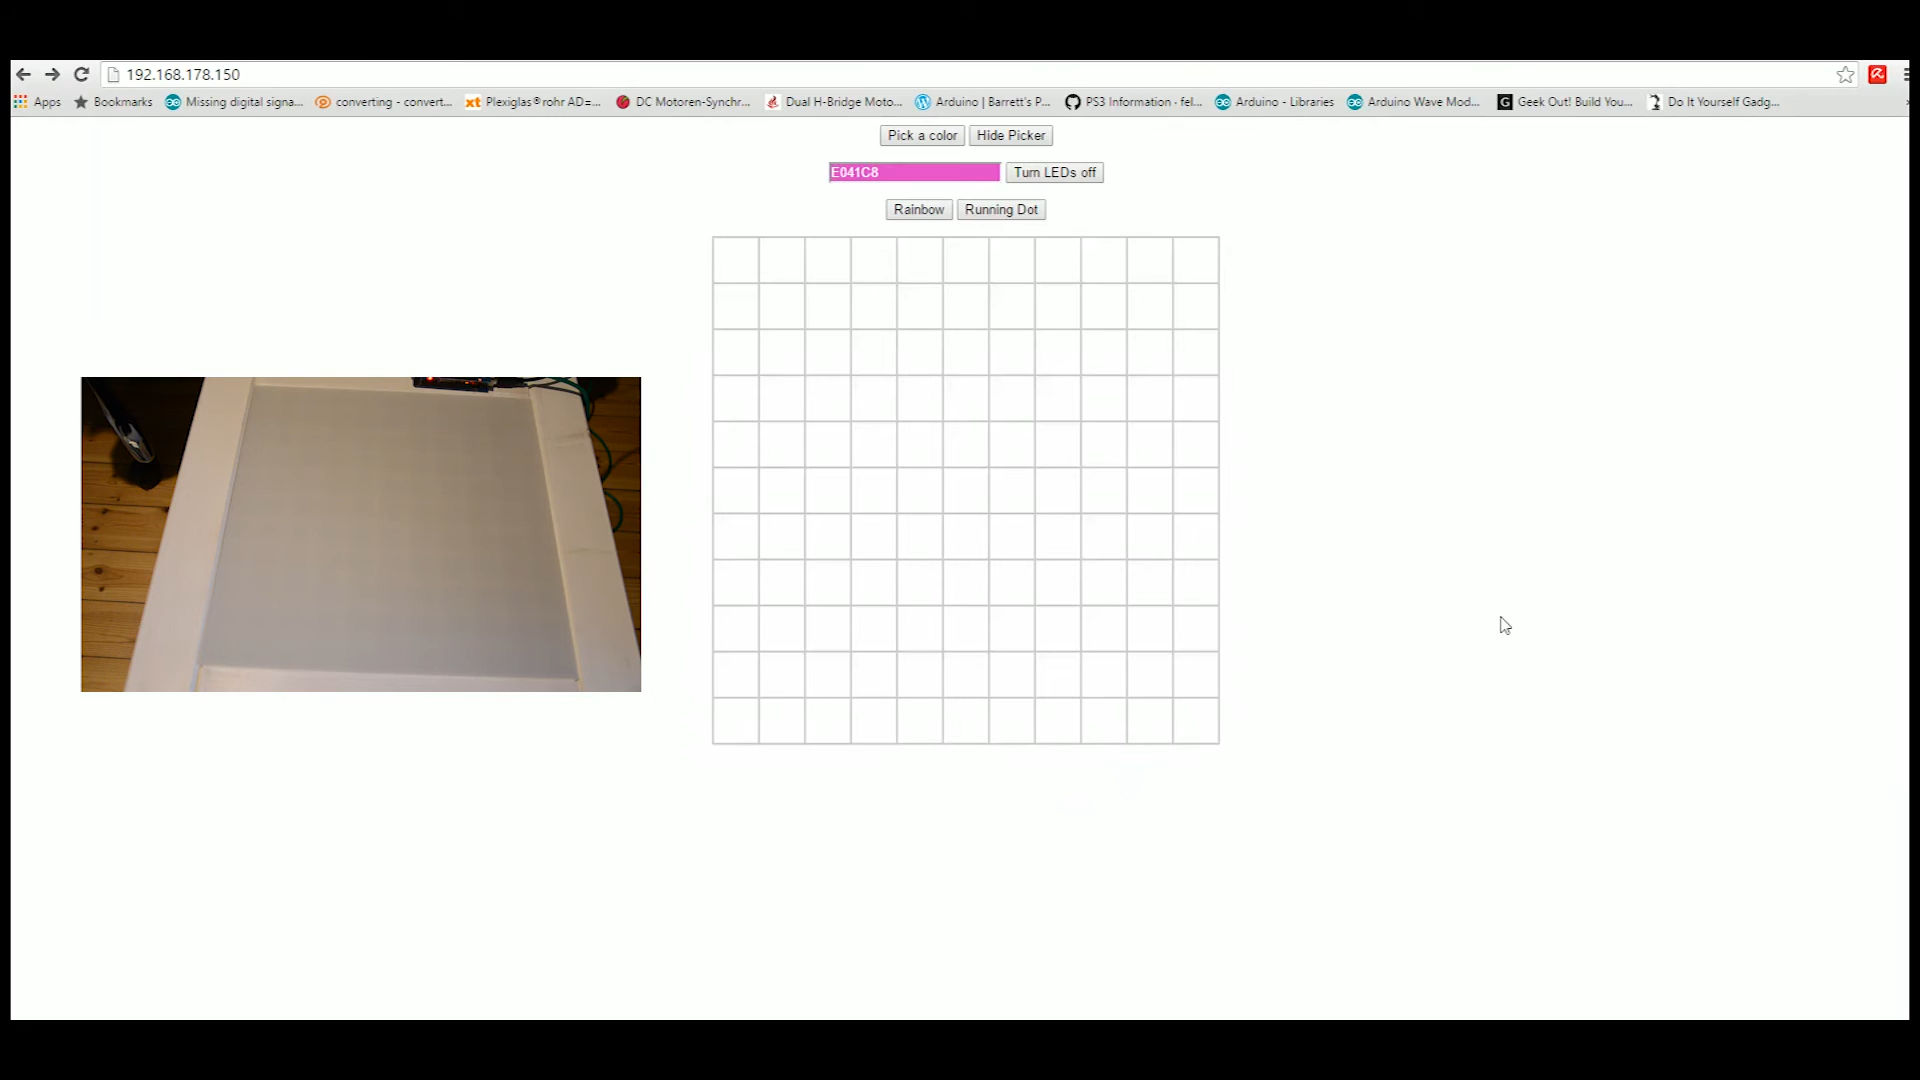 192.168.178.150
Apps Bookmarks Missing digital signa... converting - convert... Plexiglas®rohr AD=... DC Motoren-Synchr... Dual H-Bridge Moto... Arduino | Barrett's P... PS3 Information · fel... Arduino - Libraries Arduino Wave Mod... G Geek Out! Build You... Do It Yourself Gadg...
Pick a color Hide Picker
E041C8 Turn LEDs off
Rainbow Running Dot